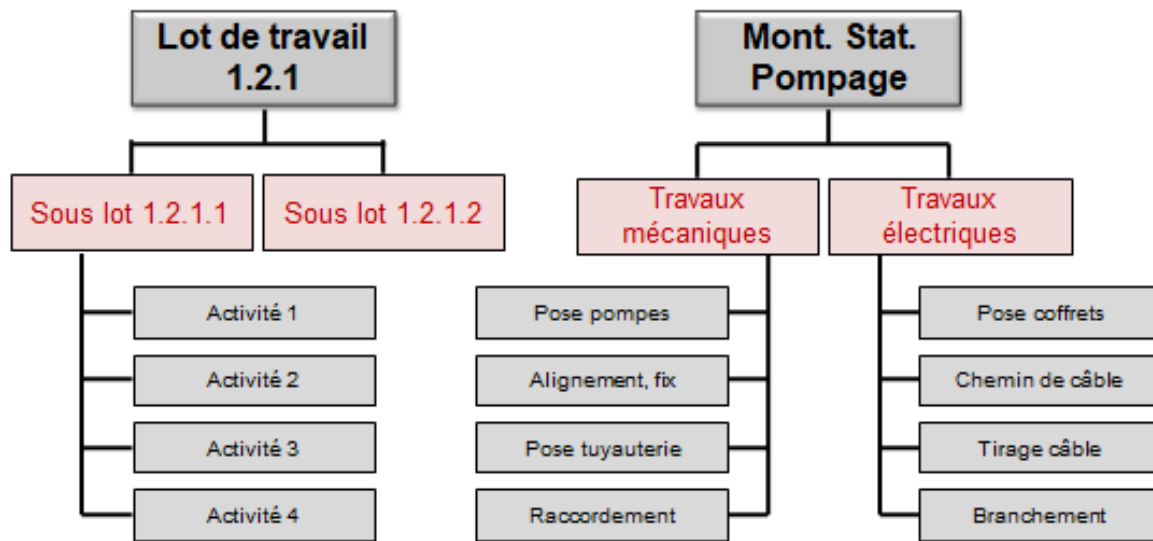 Lot de travail
1.2.1
Sous lot 1.2.1.1
Sous lot 1.2.1.2
Activité 1
Activité 2
Activité 3
Activité 4
Mont. Stat.
Pompage
Travaux
mécaniques
Travaux
électriques
Pose pompes
Alignement, fix
Pose tuyauterie
Raccordement
Pose coffrets
Chemin de câble
Tirage câble
Branchement